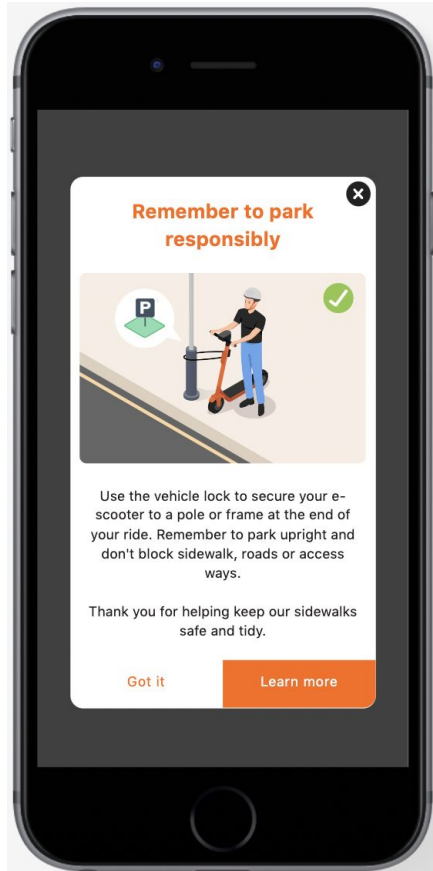 Remember to park
responsibly
P
Use the vehicle lock to secure your e-
scooter to a pole or frame at the end of
your ride. Remember to park upright and
don't block sidewalk, roads or access
ways.
Thank you for helping keep our sidewalks
safe and tidy.
Got it
Learn more